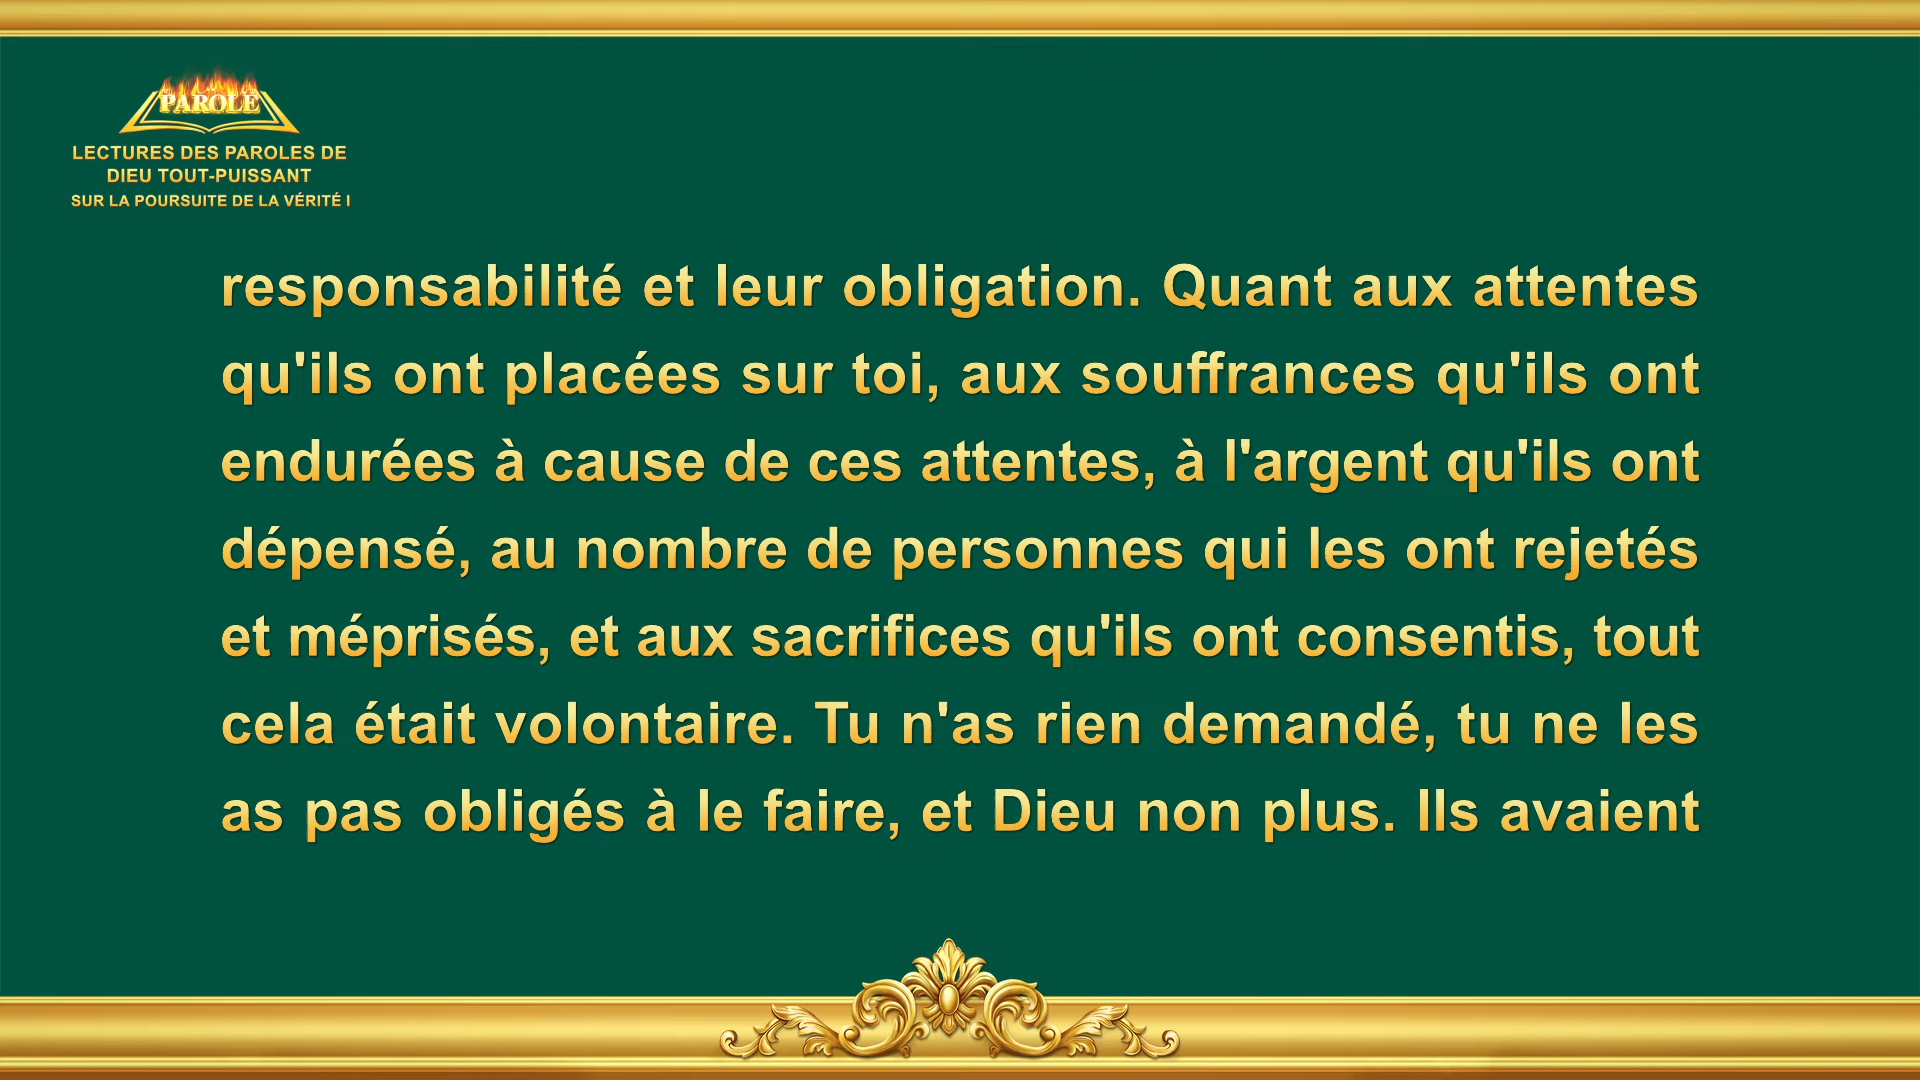 PAROLE
LECTURES DES PAROLES DE
DIEU TOUT-PUISSANT
SUR LA POURSUITE DE LA VÉRITÉ I
responsabilité et leur obligation. Quant aux attentes
qu'ils ont placées sur toi, aux souffrances qu'ils ont
endurées à cause de ces attentes, à l'argent qu'ils ont
dépensé, au nombre de personnes qui les ont rejetés
et méprisés, et aux sacrifices qu'ils ont consentis, tout
cela était volontaire. Tu n'as rien demandé, tu ne les
as pas obligés à le faire, et Dieu non plus. Ils avaient